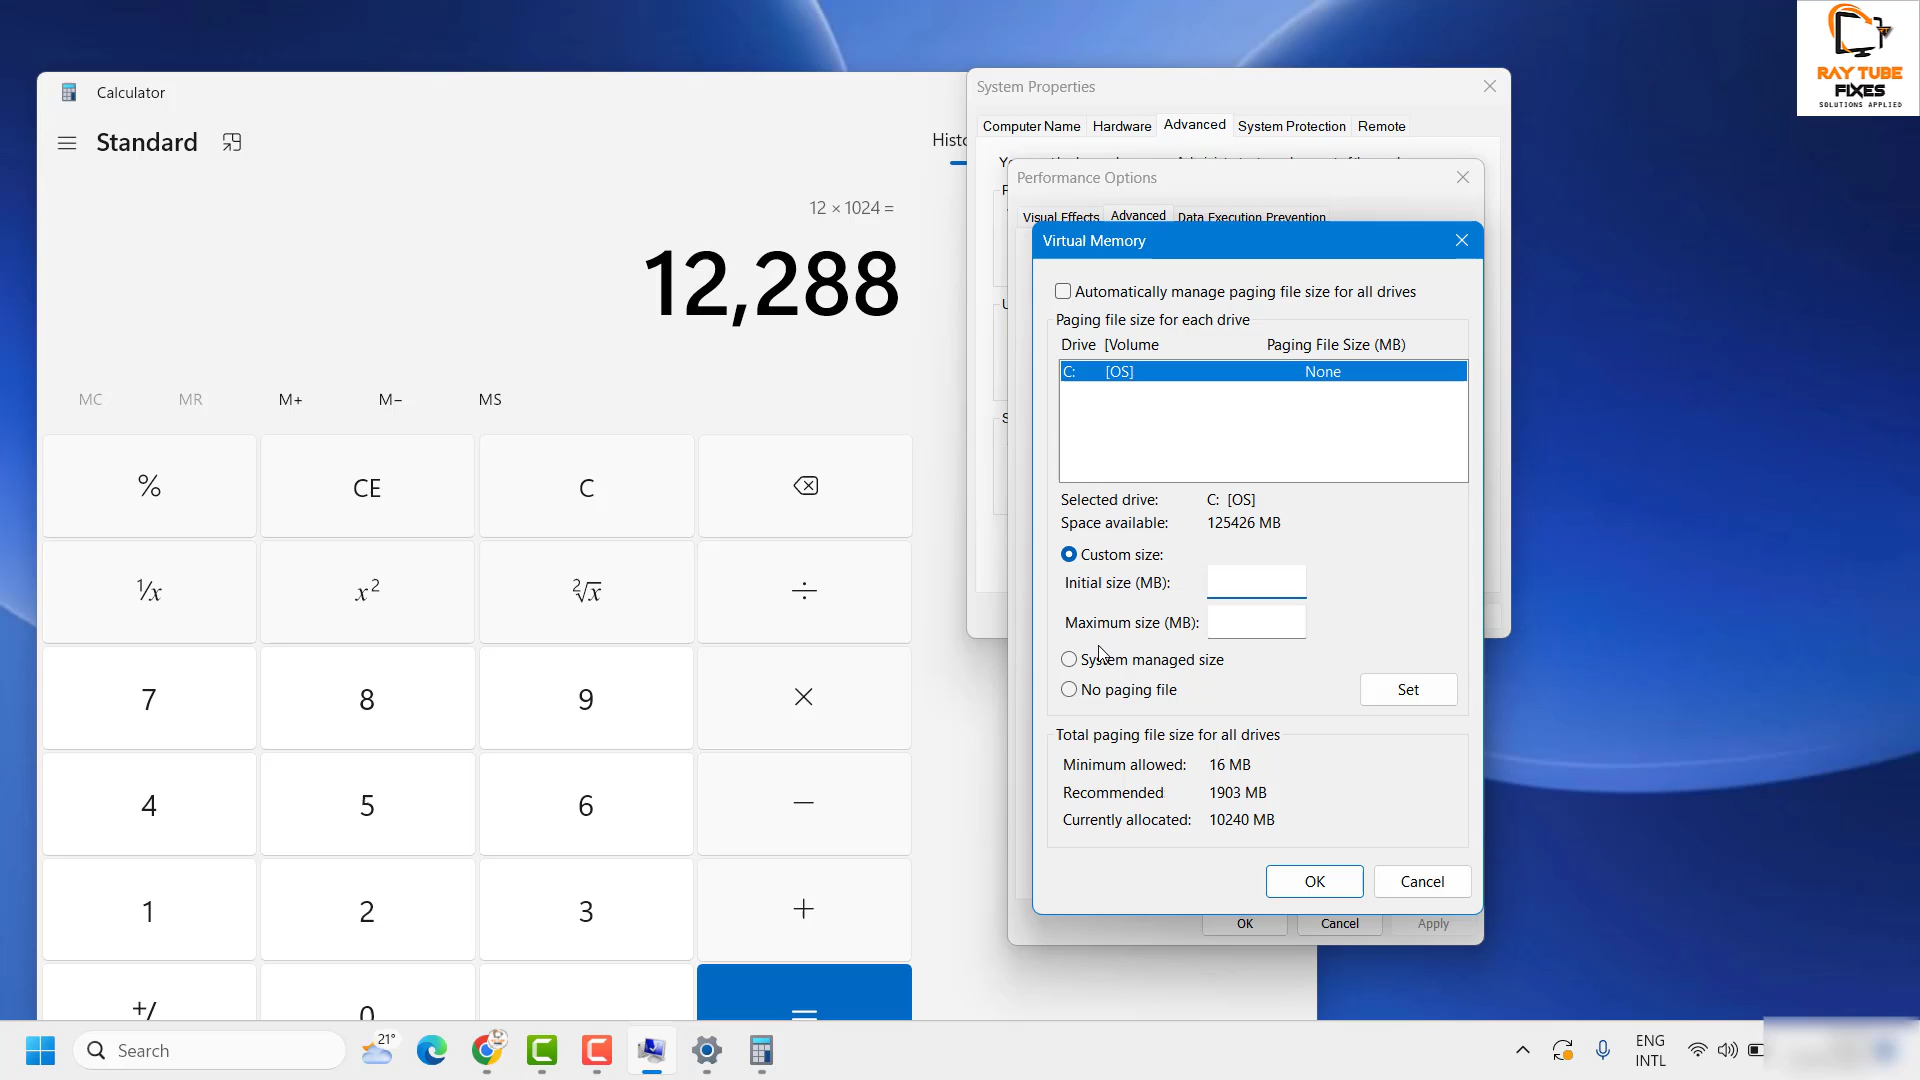 RAY TUBE
FIXES
SOLUTIONS APPLIED
Calculator
Standard
12 × 1024 =
12,288
MC MR M+ M− MS
% CE C
¹/x x² ²√x ÷
7 8 9 ×
4 5 6 −
1 2 3 +
0 =
System Properties
Computer Name Hardware Advanced System Protection Remote
Performance Options
Visual Effects Advanced Data Execution Prevention
Virtual Memory
Automatically manage paging file size for all drives
Paging file size for each drive
Drive [Volume Paging File Size (MB)
C: [OS] None
Selected drive: C: [OS]
Space available: 125426 MB
Custom size:
Initial size (MB):
Maximum size (MB):
System managed size
No paging file
Set
Total paging file size for all drives
Minimum allowed: 16 MB
Recommended 1903 MB
Currently allocated: 10240 MB
OK Cancel
OK Cancel Apply
Search
21°
ENG
INTL